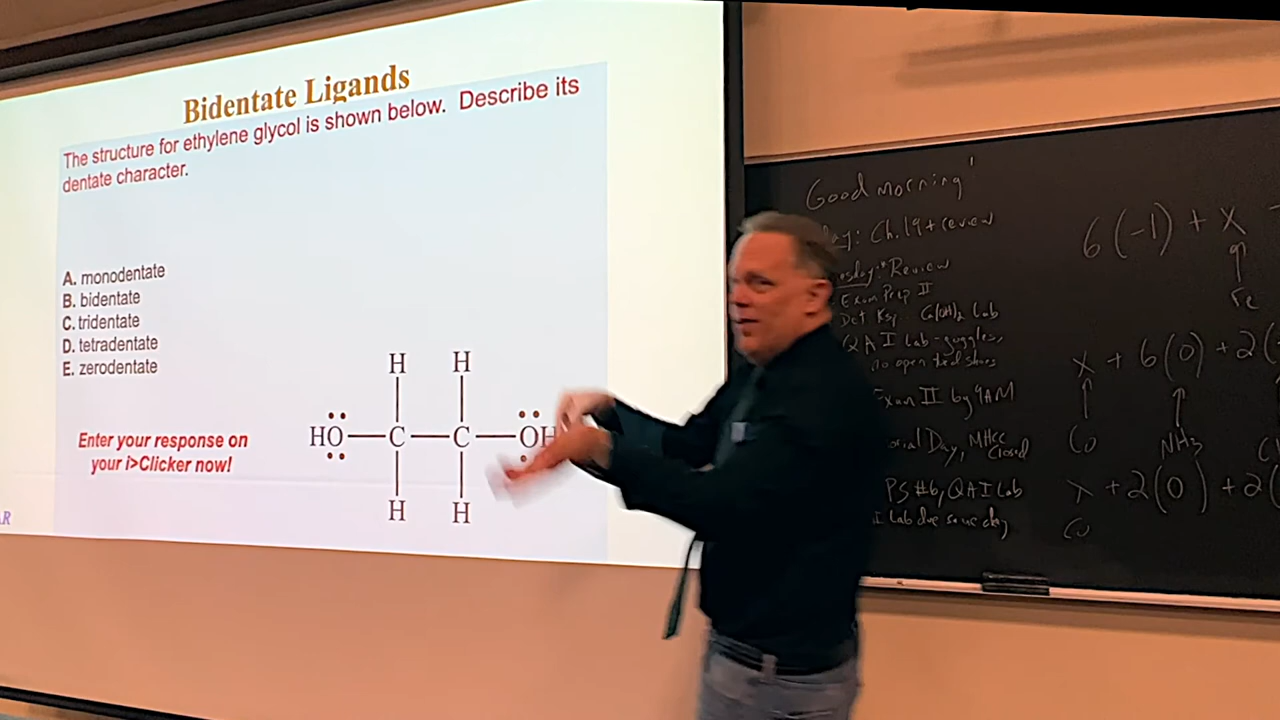 Bidentate Ligands
The structure for ethylene glycol is shown below. Describe its
dentate character.
A. monodentate
B. bidentate
C. tridentate
D. tetradentate
E. zerodentate
Enter your response on
your i>Clicker now!
H H
HO C C OH
H H
Good morning
Ch. 19 + review
Review
Exam Prep II
Det Ksp Ca(OH)2 Lab
QA I Lab - goggles,
no open toed shoes
Exam II by 9AM
Day, MHCC
Closed
PS #6, QA I Lab
Lab due same day
6(-1) + x
Fe
x + 6(0) + 2(
Co NH3
x + 2(0) + 2(
Co